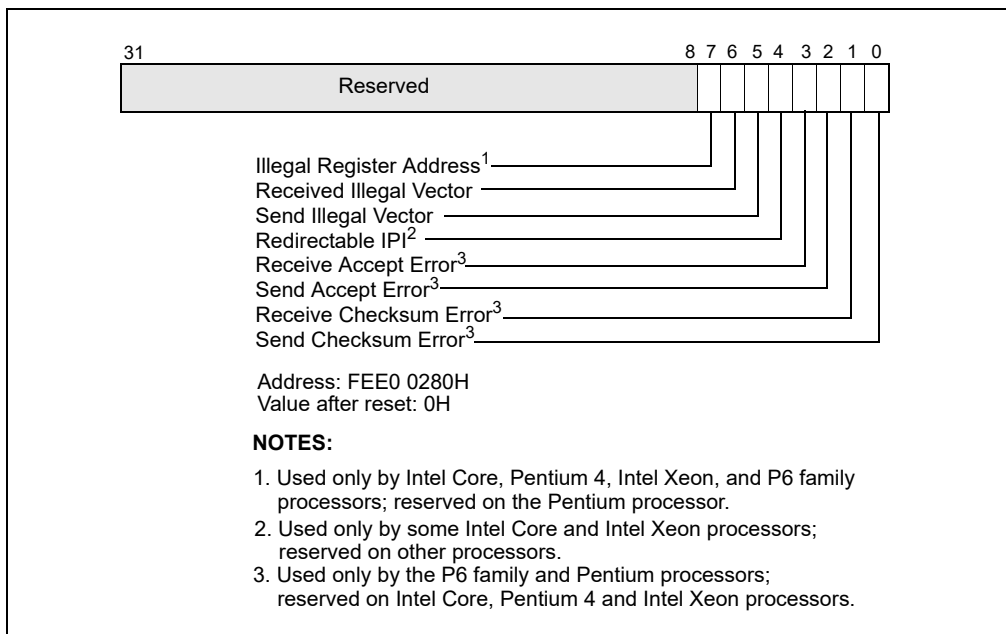 31 8 7 6 5 4 3 2 1 0
Reserved
Illegal Register Address1
Received Illegal Vector
Send Illegal Vector
Redirectable IPI2
Receive Accept Error3
Send Accept Error3
Receive Checksum Error3
Send Checksum Error3
Address: FEE0 0280H
Value after reset: 0H
NOTES:
1. Used only by Intel Core, Pentium 4, Intel Xeon, and P6 family
processors; reserved on the Pentium processor.
2. Used only by some Intel Core and Intel Xeon processors;
reserved on other processors.
3. Used only by the P6 family and Pentium processors;
reserved on Intel Core, Pentium 4 and Intel Xeon processors.